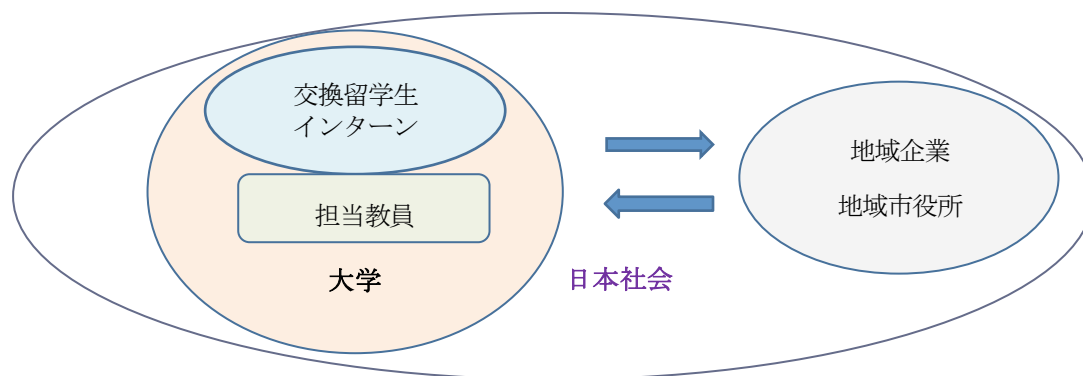 交換留学生
インターン
担当教員
大学
日本社会
地域企業
地域市役所